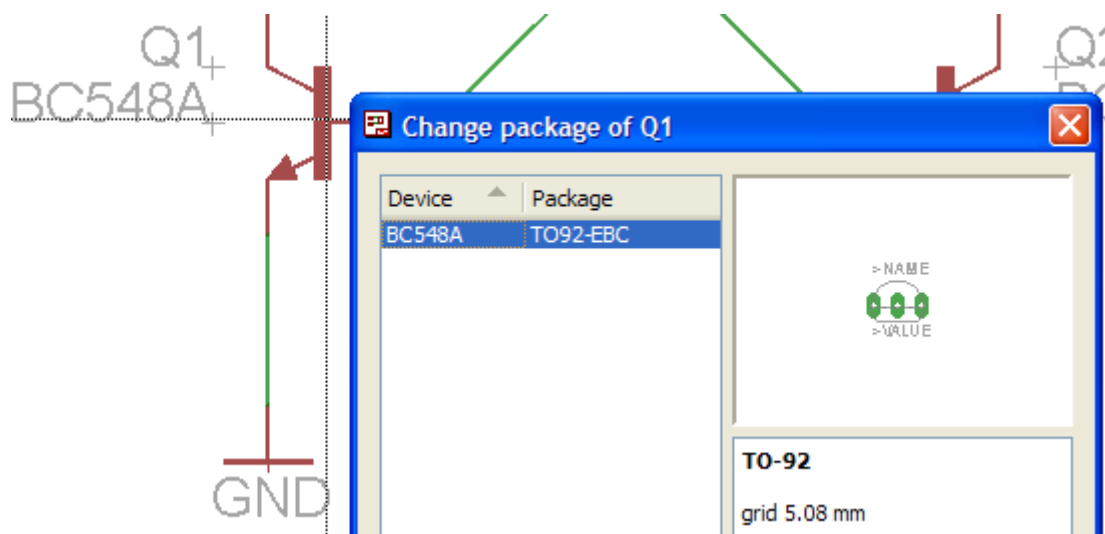 Q1
BC548A
GND
Change package of Q1
Device Package
BC548A TO92-EBC
>NAME
>VALUE
TO-92
grid 5.08 mm